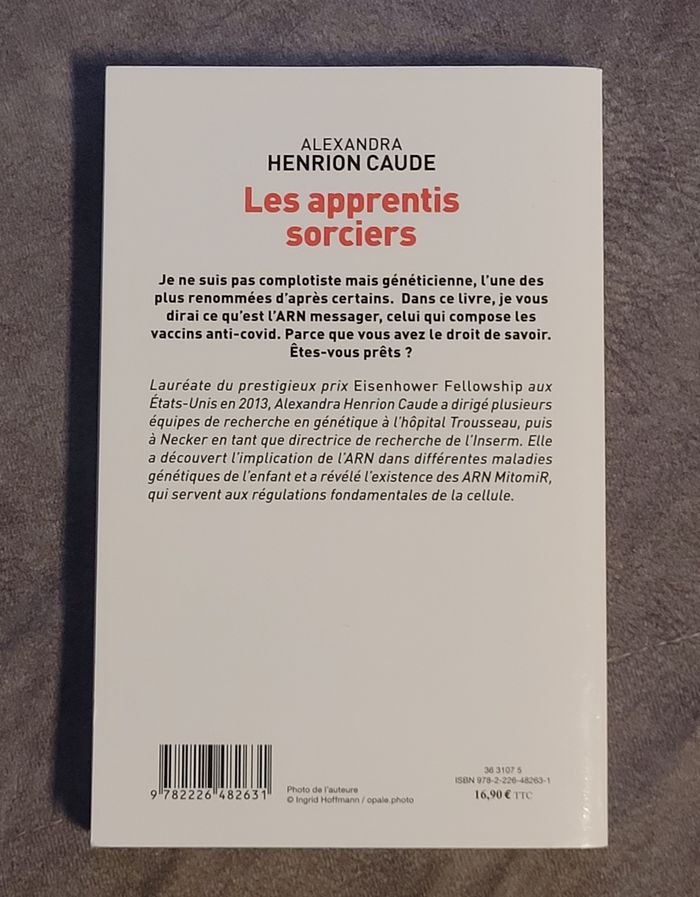 ALEXANDRA
HENRION CAUDE
Les apprentis
sorciers
Je ne suis pas complotiste mais généticienne, l'une des
plus renommées d'après certains. Dans ce livre, je vous
dirai ce qu'est l'ARN messager, celui qui compose les
vaccins anti-covid. Parce que vous avez le droit de savoir.
Êtes-vous prêts ?
Lauréate du prestigieux prix Eisenhower Fellowship aux
États-Unis en 2013, Alexandra Henrion Caude a dirigé plusieurs
équipes de recherche en génétique à l'hôpital Trousseau, puis
à Necker en tant que directrice de recherche de l'Inserm. Elle
a découvert l'implication de l'ARN dans différentes maladies
génétiques de l'enfant et a révélé l'existence des ARN MitomiR,
qui servent aux régulations fondamentales de la cellule.
9 782226 482631
Photo de l'auteure
© Ingrid Hoffmann / opale.photo
36 3107 5
ISBN 978-2-226-48263-1
16,90 € TTC